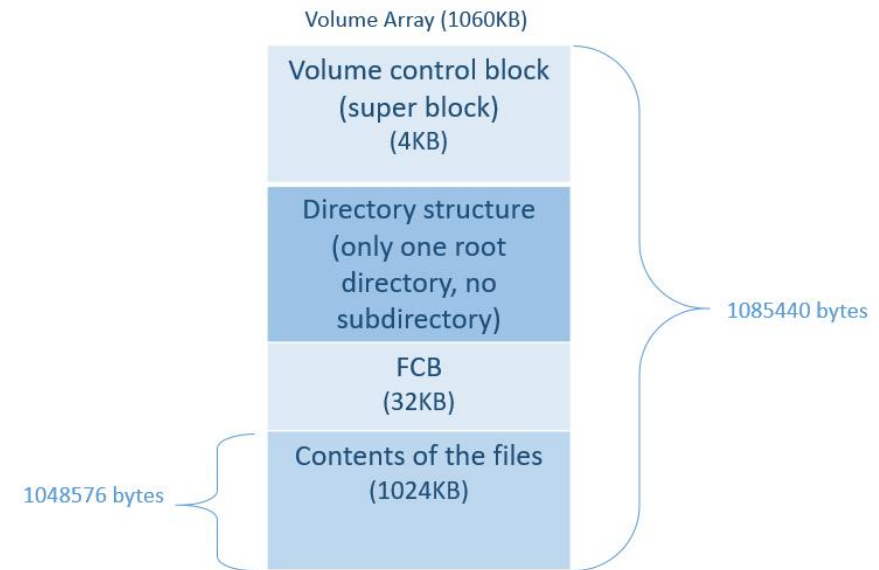 Volume Array (1060KB)
Volume control block
(super block)
(4KB)
Directory structure
(only one root
directory, no
subdirectory)
1085440 bytes
FCB
(32KB)
Contents of the files
(1024KB)
1048576 bytes